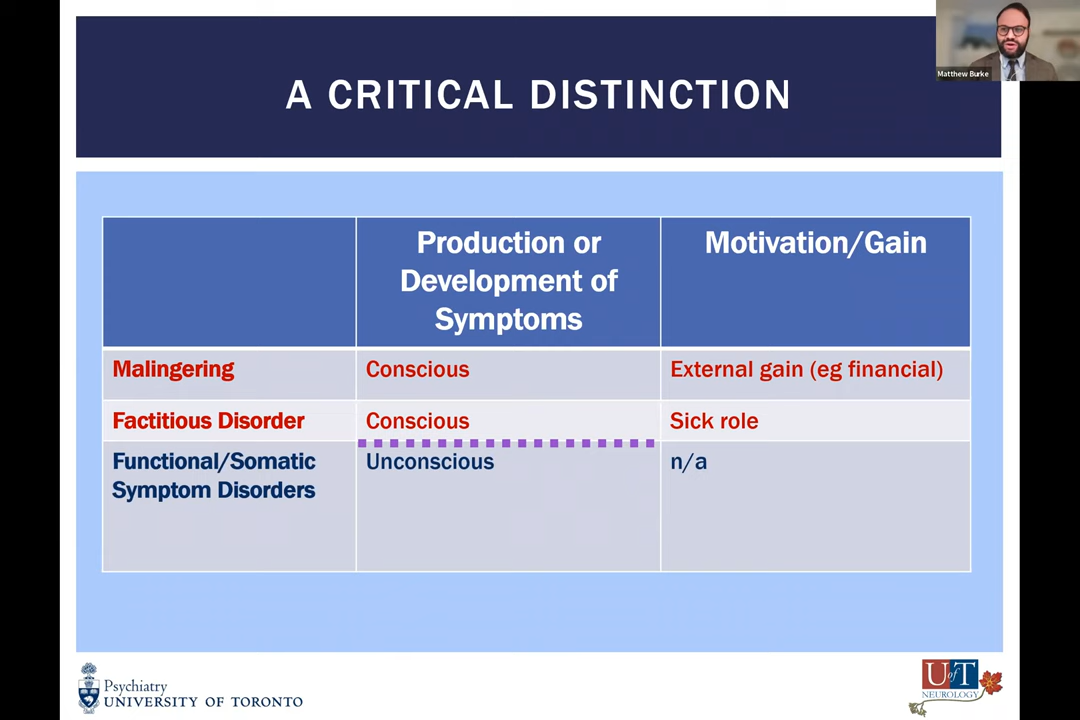 A CRITICAL DISTINCTION
Matthew Burke
Production or
Development of
Symptoms
Motivation/Gain
Malingering
Conscious
External gain (eg financial)
Factitious Disorder
Conscious
Sick role
Functional/Somatic
Symptom Disorders
Unconscious
n/a
Psychiatry
UNIVERSITY OF TORONTO
UofT
NEUROLOGY